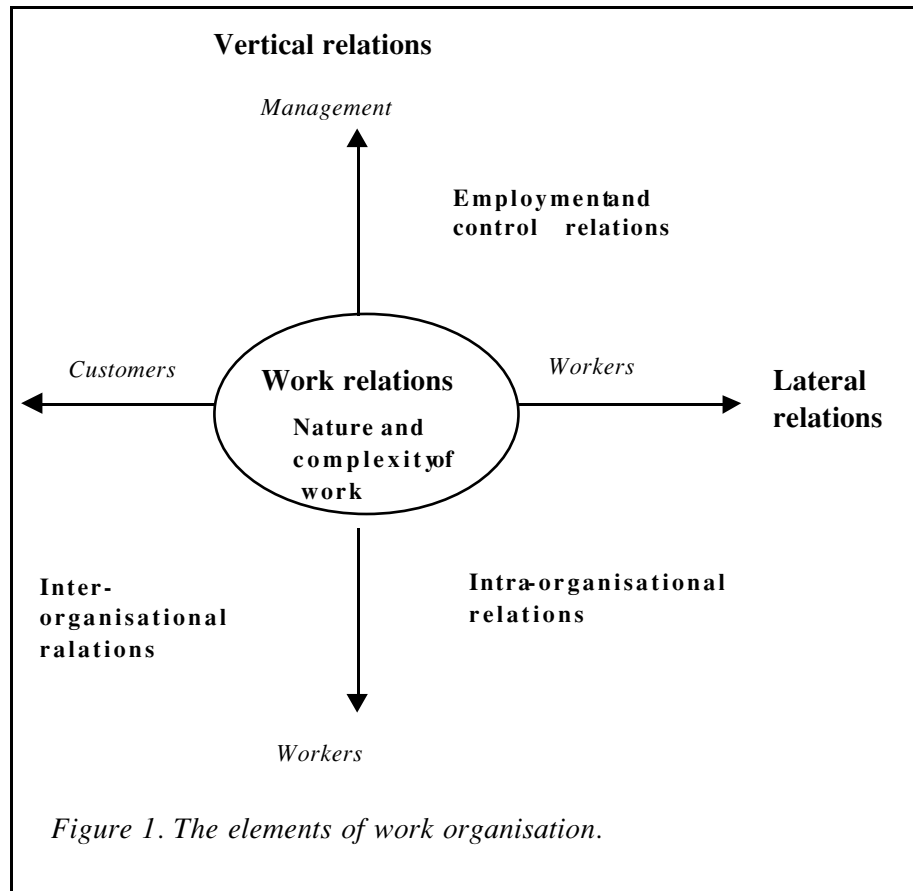 Vertical relations
Management
Employment and
control relations
Customers
Work relations
Workers
Lateral
relations
Nature and
complexity of
work
Inter-
organisational
ralations
Intra-organisational
relations
Workers
Figure 1. The elements of work organisation.